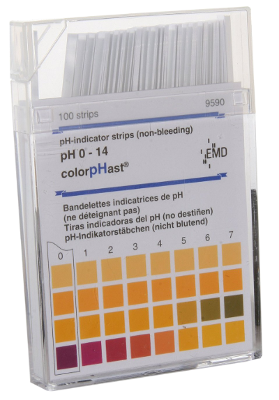 100 strips 9590
pH-indicator strips (non-bleeding)
pH 0 - 14
colorpHast®
EMD
Bandelettes indicatrices de pH
(ne déteignant pas)
Tiras indicadoras del pH (no destiñen)
pH-Indikatorstäbchen (nicht blutend)
0 1 2 3 4 5 6 7